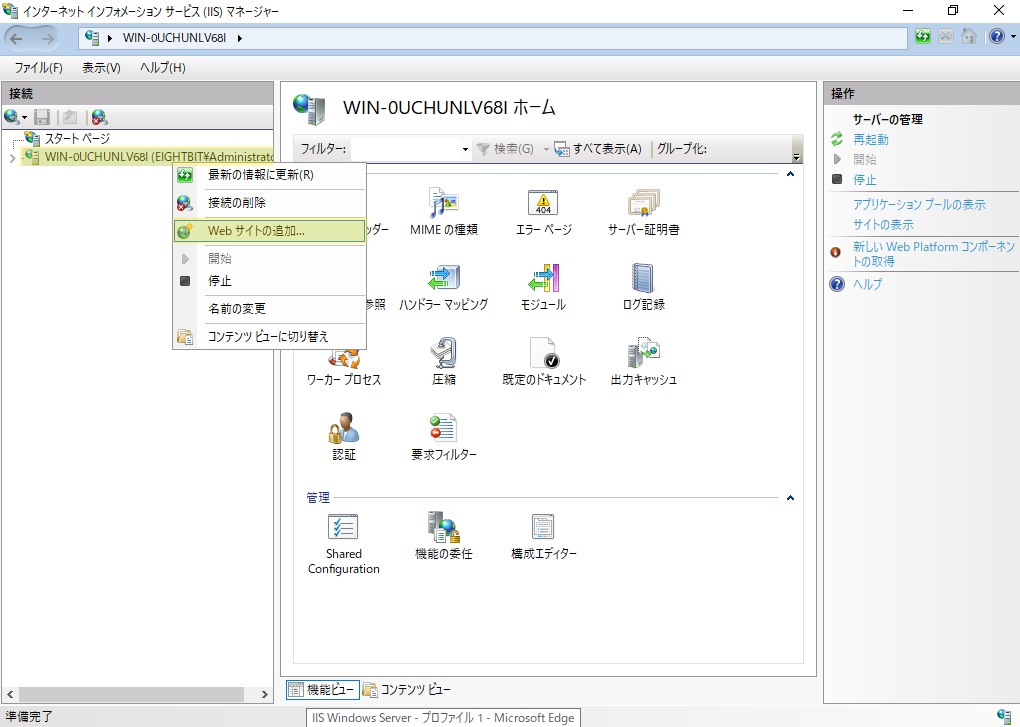 インターネット インフォメーション サービス (IIS) マネージャー
WIN-0UCHUNLV68I
ファイル(F) 表示(V) ヘルプ(H)
接続
スタート ページ
WIN-0UCHUNLV68I (EIGHTBIT¥Administrato
最新の情報に更新(R)
接続の削除
Web サイトの追加...
開始
停止
名前の変更
コンテンツ ビューに切り替え
WIN-0UCHUNLV68I ホーム
フィルター: 検索(G) すべて表示(A) グループ化:
ダー MIME の種類 エラー ページ サーバー証明書
参照 ハンドラー マッピング モジュール ログ記録
ワーカー プロセス 圧縮 既定のドキュメント 出力キャッシュ
認証 要求フィルター
管理
Shared Configuration 機能の委任 構成エディター
機能ビュー コンテンツ ビュー
操作
サーバーの管理
再起動
開始
停止
アプリケーション プールの表示
サイトの表示
新しい Web Platform コンポーネン
トの取得
ヘルプ
準備完了
IIS Windows Server - プロファイル 1 - Microsoft Edge